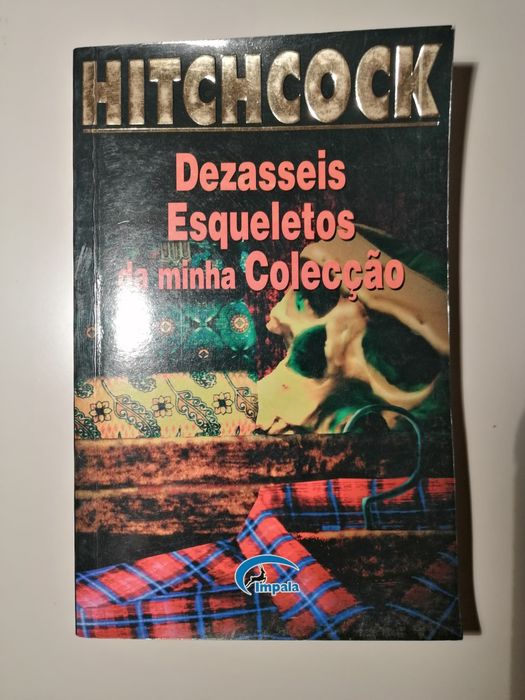 HITCHCOCK
Dezasseis
Esqueletos
da minha Colecção
Impala